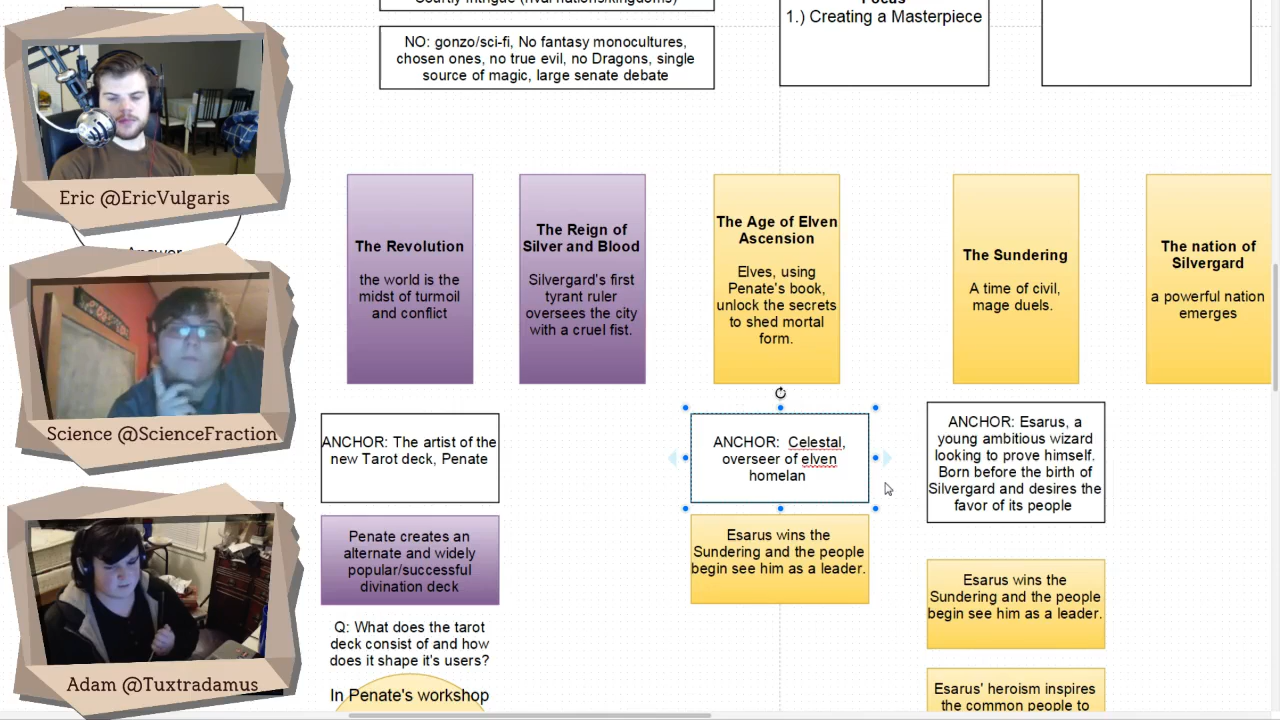 Courtly intrigue (rival nations/kingdoms)
NO: gonzo/sci-fi, No fantasy monocultures,
chosen ones, no true evil, no Dragons, single
source of magic, large senate debate
Focus
1.) Creating a Masterpiece
Eric @EricVulgaris
Answer
Science @ScienceFraction
Adam @Tuxtradamus
The Revolution
the world is the
midst of turmoil
and conflict
The Reign of
Silver and Blood
Silvergard's first
tyrant ruler
oversees the city
with a cruel fist.
The Age of Elven
Ascension
Elves, using
Penate's book,
unlock the secrets
to shed mortal
form.
The Sundering
A time of civil,
mage duels.
The nation of
Silvergard
a powerful nation
emerges
ANCHOR: The artist of the
new Tarot deck, Penate
Penate creates an
alternate and widely
popular/successful
divination deck
Q: What does the tarot
deck consist of and how
does it shape it's users?
In Penate's workshop
ANCHOR: Celestal,
overseer of elven
homelan
Esarus wins the
Sundering and the people
begin see him as a leader.
ANCHOR: Esarus, a
young ambitious wizard
looking to prove himself.
Born before the birth of
Silvergard and desires the
favor of its people
Esarus wins the
Sundering and the people
begin see him as a leader.
Esarus' heroism inspires
the common people to